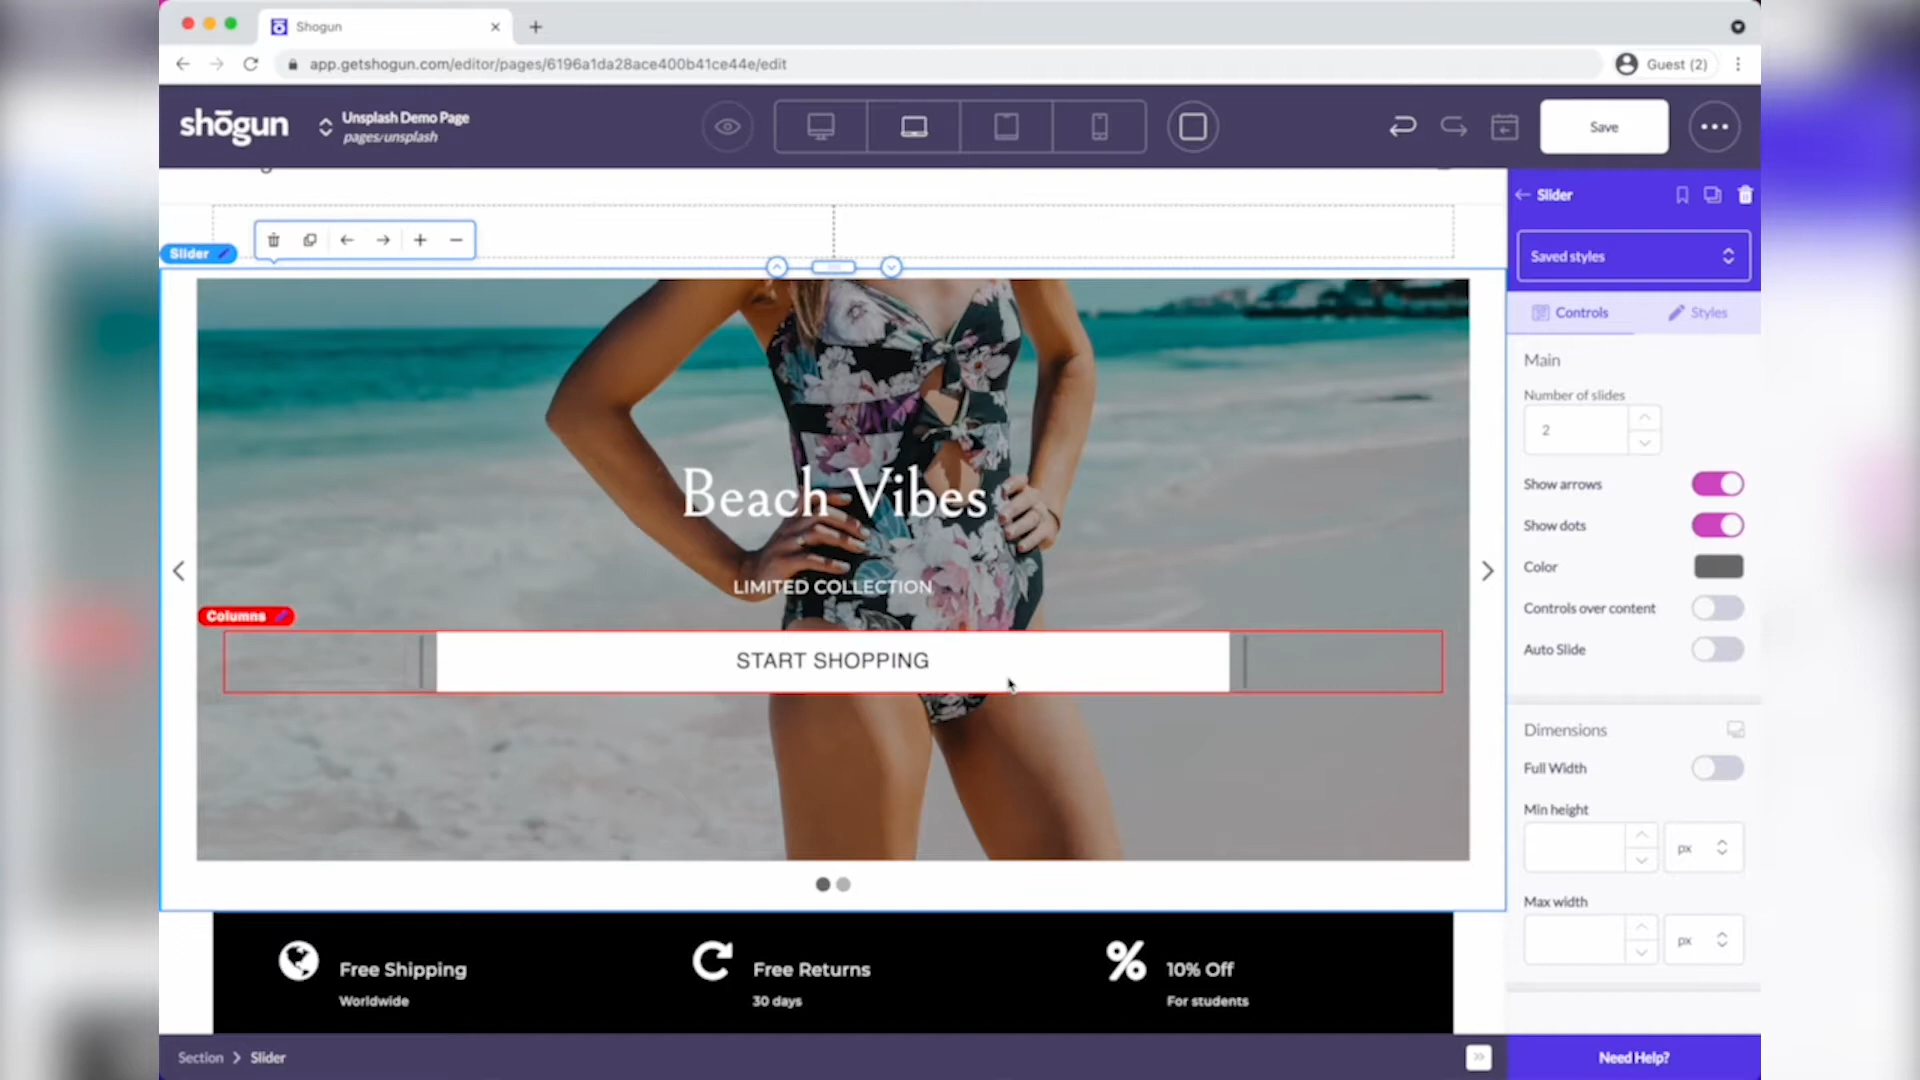 Shogun
app.getshogun.com/editor/pages/6196a1da28ace400b41ce44e/edit
Guest (2)
shōgun
Unsplash Demo Page
pages/unsplash
Save
Slider
Slider
Saved styles
Controls
Styles
Main
Number of slides
2
Show arrows
Beach Vibes
Show dots
Color
LIMITED COLLECTION
Controls over content
Columns
Auto Slide
START SHOPPING
Dimensions
Full Width
Min height
px
Max width
px
Free Shipping
Worldwide
Free Returns
30 days
% 10% Off
For students
Section > Slider
Need Help?